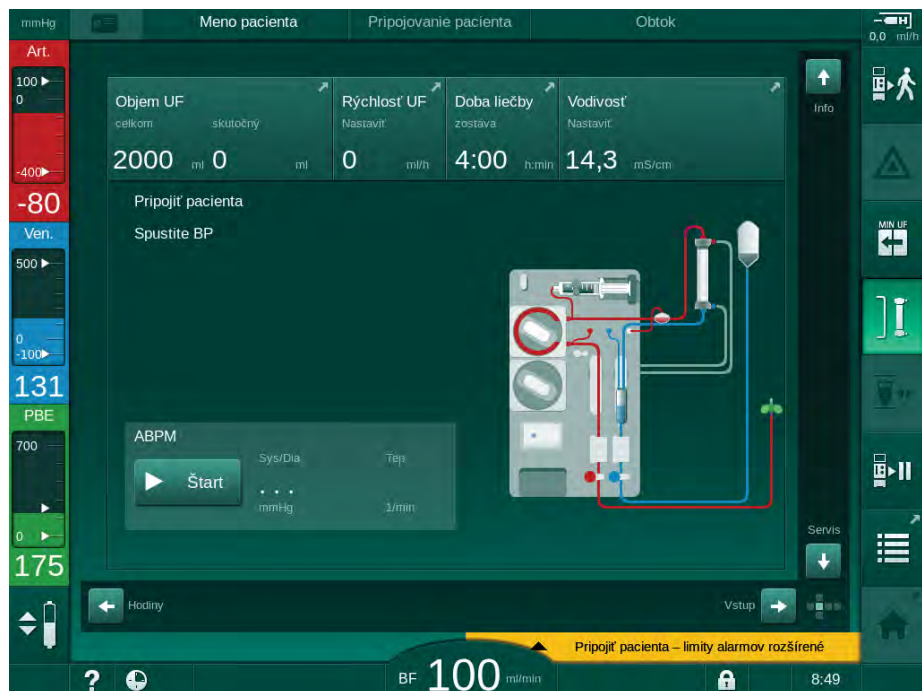 mmHg
Meno pacienta
Pripojovanie pacienta
Obtok
0,0 ml/h
Art.
100
0
-400
-80
Ven.
500
0
-100
131
PBE
700
0
175
Objem UF
celkom skutočný
2000 ml 0 ml
Rýchlosť UF
Nastaviť
0 ml/h
Doba liečby
zostáva
4:00 h:min
Vodivosť
Nastaviť
14,3 mS/cm
Info
MIN UF
Pripojiť pacienta
Spustite BP
ABPM
Sys/Dia Tep
Štart
. . .
mmHg 1/min
Servis
Hodiny
Vstup
Pripojiť pacienta – limity alarmov rozšírené
?
BF 100 ml/min
8:49